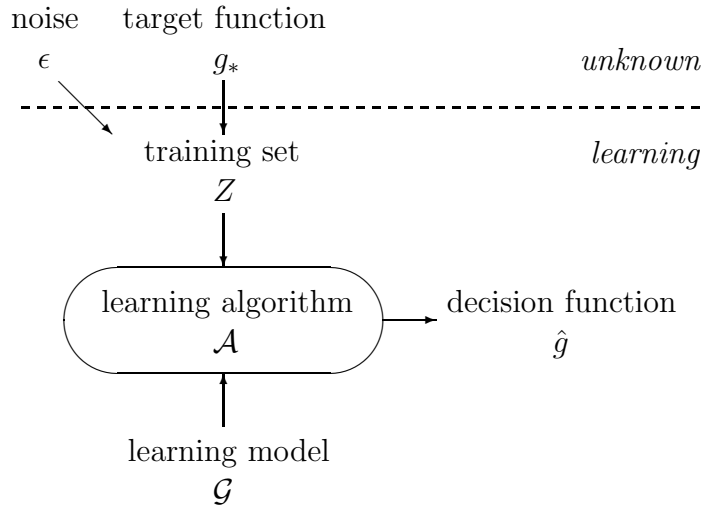 noise target function
ϵ g∗ unknown
training set learning
Z
learning algorithm decision function
𝒜 ĝ
learning model
𝒢